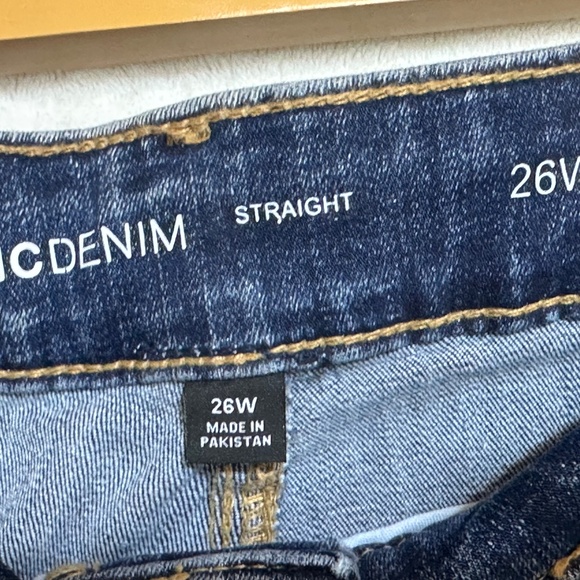 CDENIM
STRAIGHT
26W
26W
MADE IN
PAKISTAN